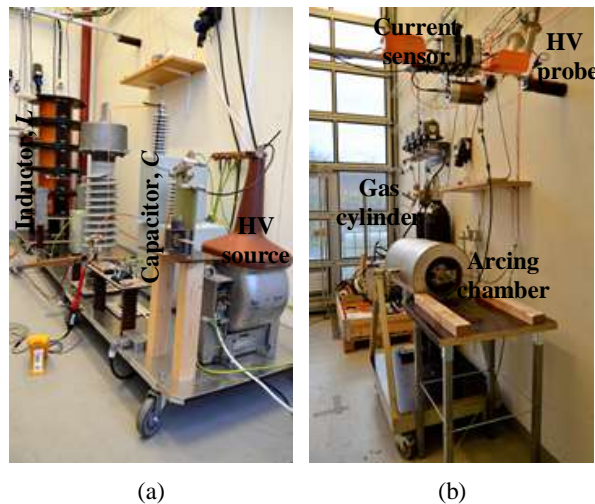 Inductor, L
Capacitor, C
HV
source
Current
sensor
HV
probe
Gas
cylinder
Arcing
chamber
(a)
(b)